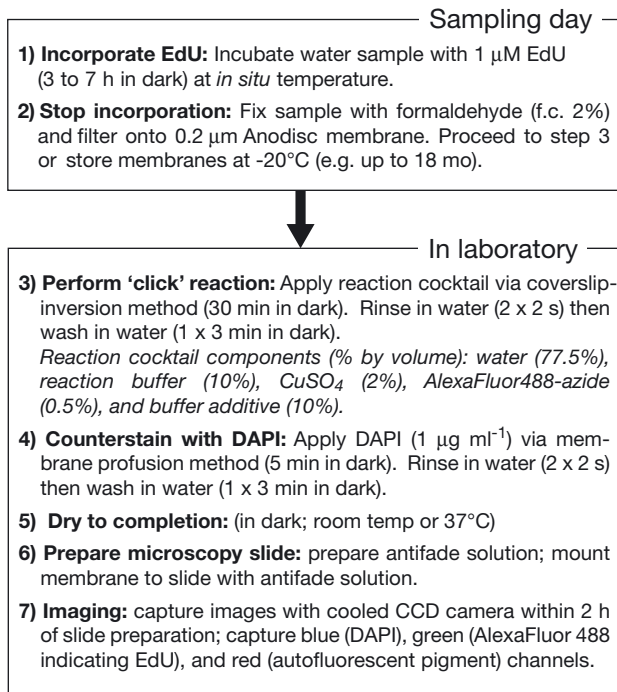 Sampling day
1) Incorporate EdU: Incubate water sample with 1 μM EdU
(3 to 7 h in dark) at in situ temperature.
2) Stop incorporation: Fix sample with formaldehyde (f.c. 2%)
and filter onto 0.2 μm Anodisc membrane. Proceed to step 3
or store membranes at -20°C (e.g. up to 18 mo).
In laboratory
3) Perform ‘click’ reaction: Apply reaction cocktail via coverslip-
inversion method (30 min in dark). Rinse in water (2 x 2 s) then
wash in water (1 x 3 min in dark).
Reaction cocktail components (% by volume): water (77.5%),
reaction buffer (10%), CuSO4 (2%), AlexaFluor488-azide
(0.5%), and buffer additive (10%).
4) Counterstain with DAPI: Apply DAPI (1 μg ml-1) via mem-
brane profusion method (5 min in dark). Rinse in water (2 x 2 s)
then wash in water (1 x 3 min in dark).
5) Dry to completion: (in dark; room temp or 37°C)
6) Prepare microscopy slide: prepare antifade solution; mount
membrane to slide with antifade solution.
7) Imaging: capture images with cooled CCD camera within 2 h
of slide preparation; capture blue (DAPI), green (AlexaFluor 488
indicating EdU), and red (autofluorescent pigment) channels.